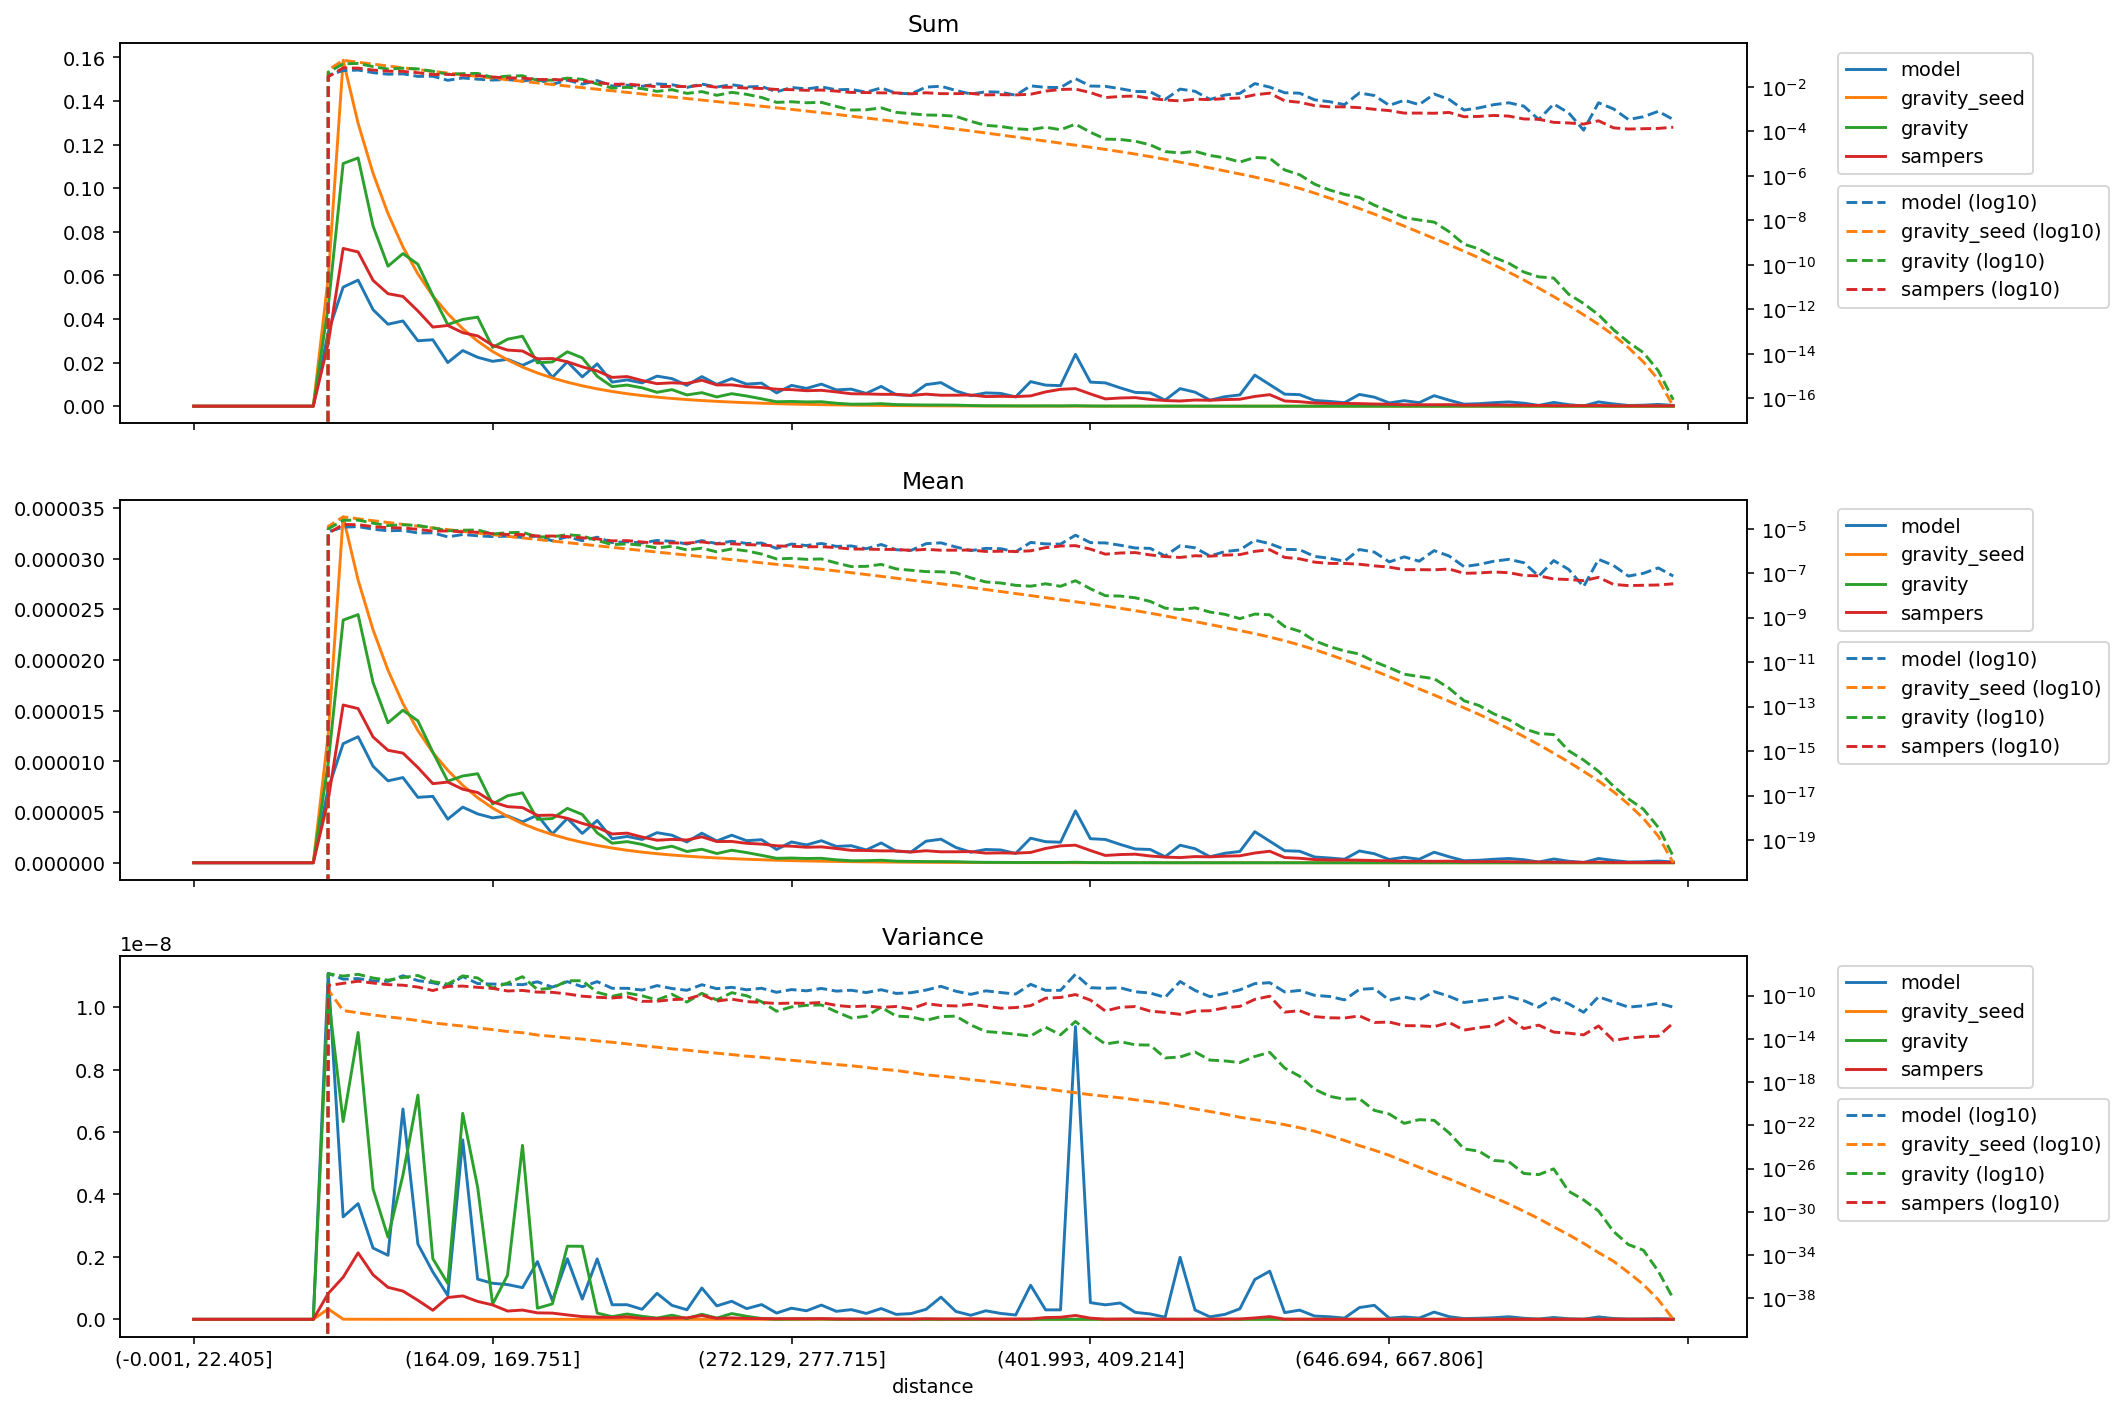 Sum
0.16
0.14
0.12
0.10
0.08
0.06
0.04
0.02
0.00
10⁻²
10⁻⁴
10⁻⁶
10⁻⁸
10⁻¹⁰
10⁻¹²
10⁻¹⁴
10⁻¹⁶
model
gravity_seed
gravity
sampers
model (log10)
gravity_seed (log10)
gravity (log10)
sampers (log10)
Mean
0.000035
0.000030
0.000025
0.000020
0.000015
0.000010
0.000005
0.000000
10⁻⁵
10⁻⁷
10⁻⁹
10⁻¹¹
10⁻¹³
10⁻¹⁵
10⁻¹⁷
10⁻¹⁹
model
gravity_seed
gravity
sampers
model (log10)
gravity_seed (log10)
gravity (log10)
sampers (log10)
Variance
1e−8
1.0
0.8
0.6
0.4
0.2
0.0
10⁻¹⁰
10⁻¹⁴
10⁻¹⁸
10⁻²²
10⁻²⁶
10⁻³⁰
10⁻³⁴
10⁻³⁸
model
gravity_seed
gravity
sampers
model (log10)
gravity_seed (log10)
gravity (log10)
sampers (log10)
(-0.001, 22.405] (164.09, 169.751] (272.129, 277.715] (401.993, 409.214] (646.694, 667.806]
distance